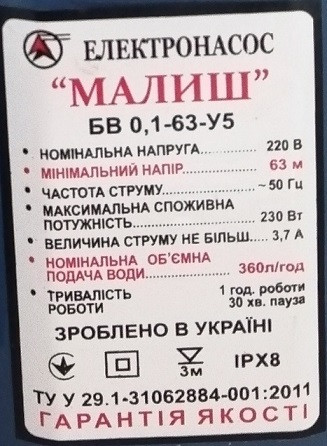 ЕЛЕКТРОНАСОС
“МАЛИШ”
БВ 0,1-63-У5
• НОМІНАЛЬНА НАПРУГА............ 220 В
• МІНІМАЛЬНИЙ НАПІР............... 63 м
• ЧАСТОТА СТРУМУ................. ~50 Гц
• МАКСИМАЛЬНА СПОЖИВНА
ПОТУЖНІСТЬ........................ 230 Вт
• ВЕЛИЧИНА СТРУМУ НЕ БІЛЬШ.... 3,7 А
• НОМІНАЛЬНА ОБ'ЄМНА
ПОДАЧА ВОДИ.................. 360л/год
• ТРИВАЛІСТЬ 1 год. роботи
РОБОТИ 30 хв. пауза
ЗРОБЛЕНО В УКРАЇНІ
3м IPX8
ТУ У 29.1-31062884-001:2011
ГАРАНТІЯ ЯКОСТІ